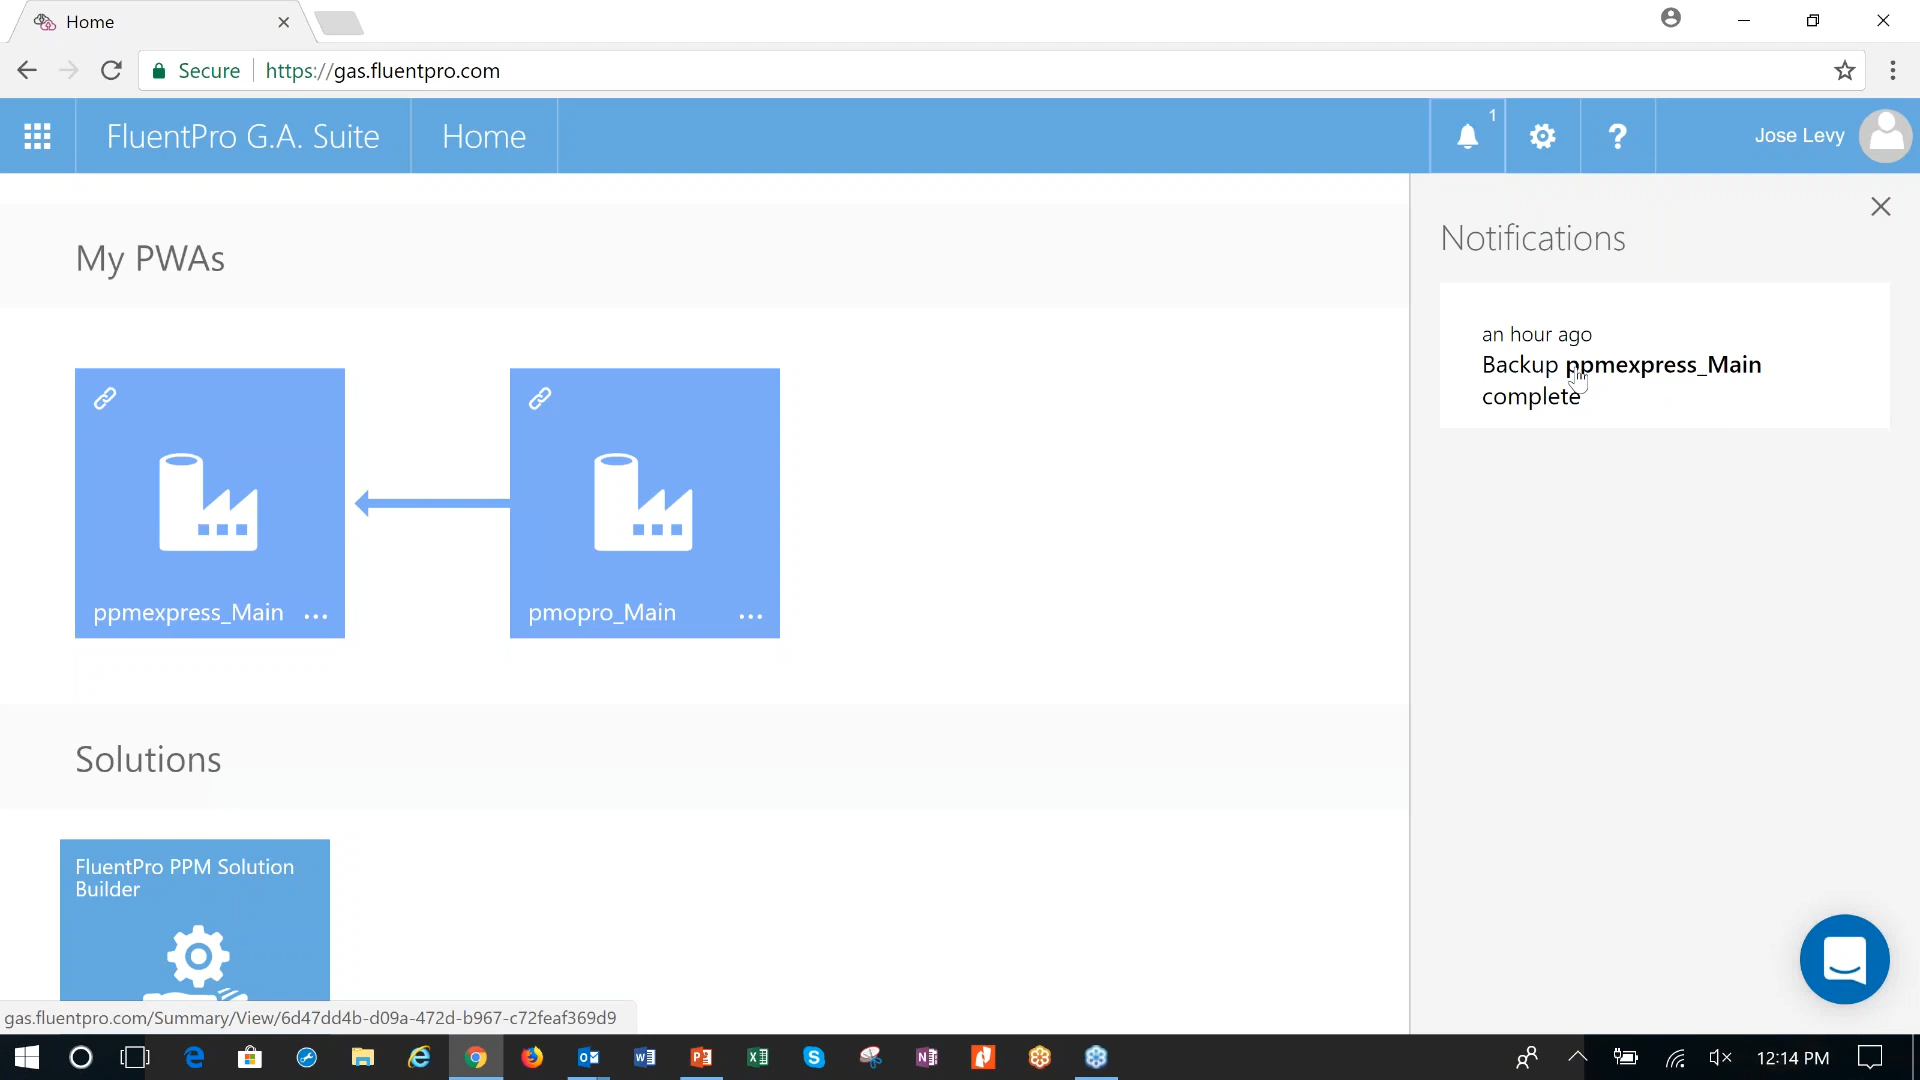 Home
Secure
https://gas.fluentpro.com
FluentPro G.A. Suite
Home
1
?
Jose Levy
My PWAs
Notifications
an hour ago
Backup ppmexpress_Main
complete
ppmexpress_Main ...
pmopro_Main ...
Solutions
FluentPro PPM Solution
Builder
gas.fluentpro.com/Summary/View/6d47dd4b-d09a-472d-b967-c72feaf369d9
12:14 PM